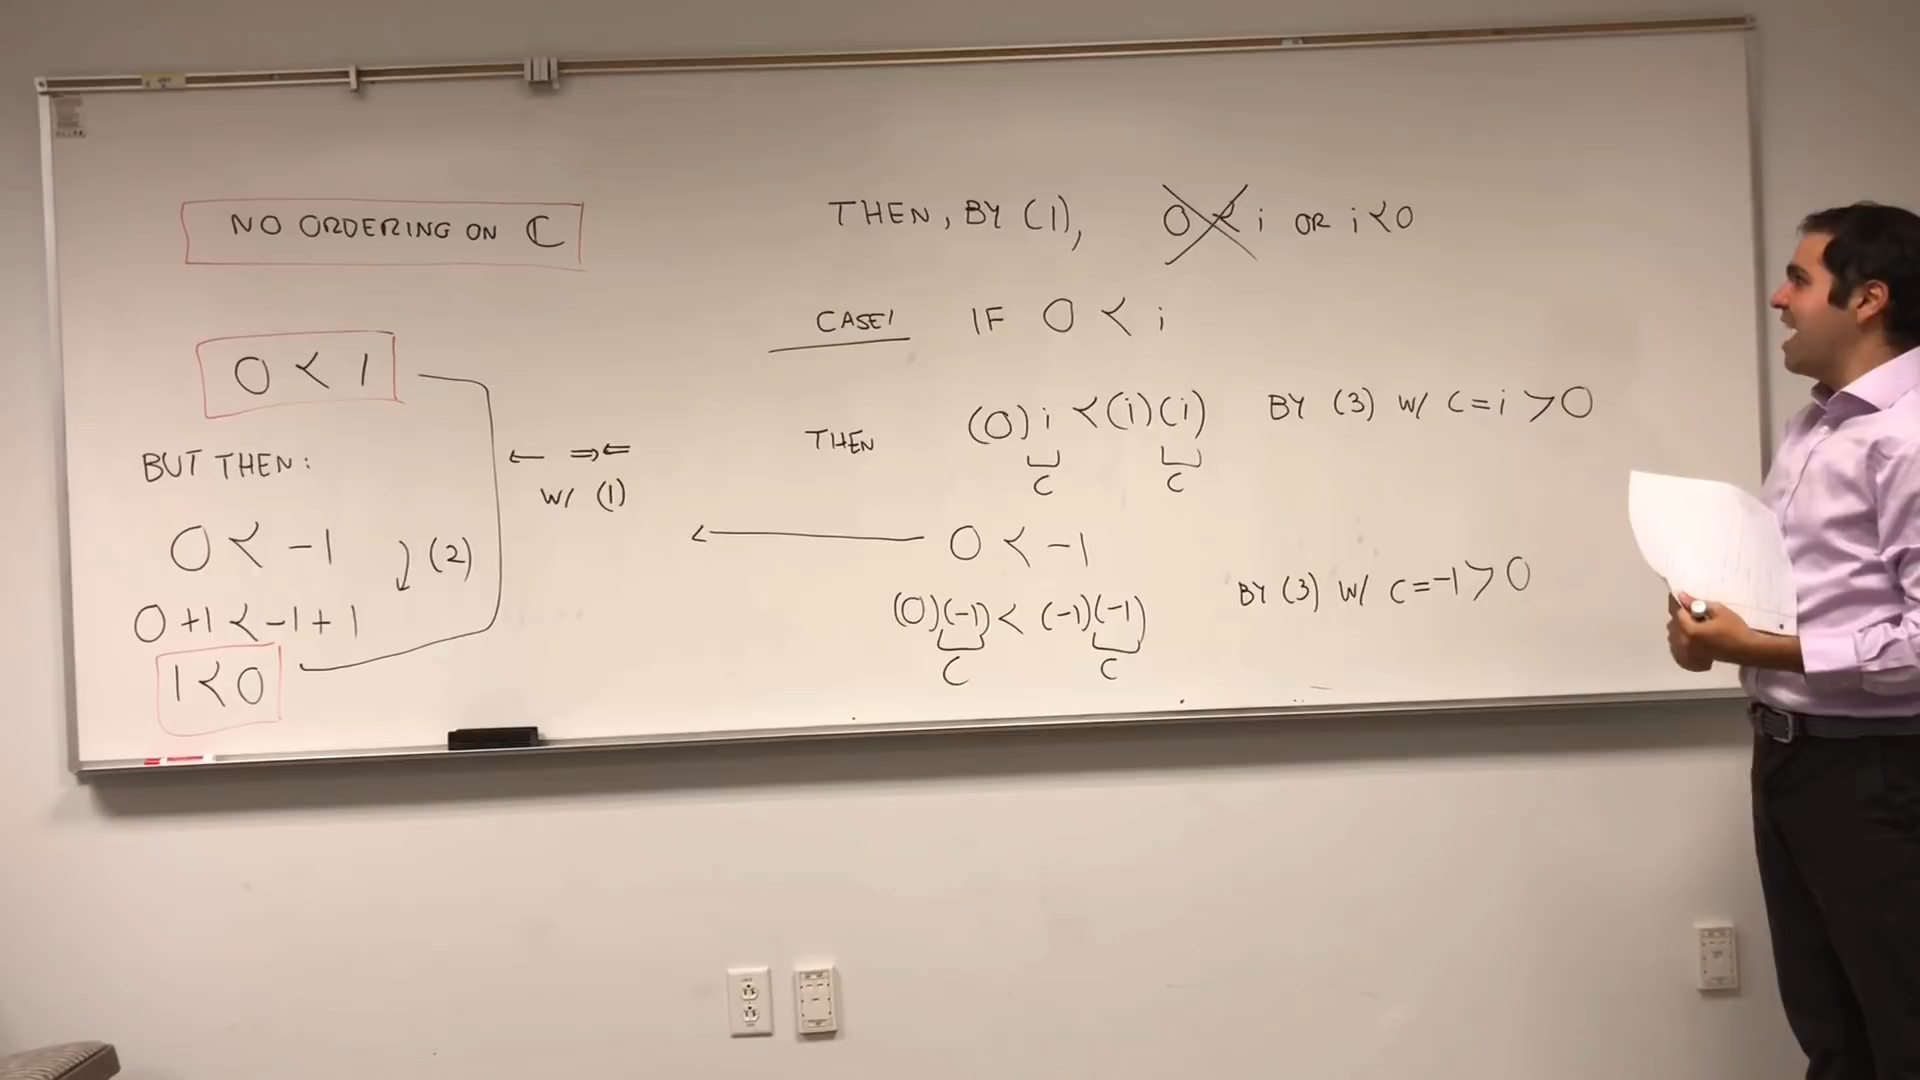 NO ORDERING ON ℂ
0 ≺ 1
BUT THEN:
0 ≺ -1
(2)
0+1 ≺ -1+1
1 ≺ 0
← ⇒⇐
W/ (1)
THEN, BY (1), 0 ≺ i OR i ≺ 0
CASE 1 IF 0 ≺ i
THEN (0)i ≺ (i)(i) BY (3) W/ C=i ≻ 0
C C
← 0 ≺ -1
(0)(-1) ≺ (-1)(-1) BY (3) W/ C=-1 ≻ 0
C C